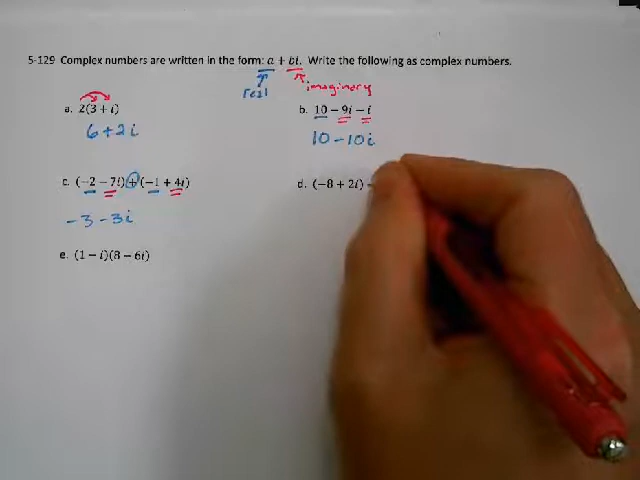 5-129 Complex numbers are written in the form: a + bi. Write the following as complex numbers.
real imaginary
a. 2(3 + i)
6 + 2i
b. 10 − 9i − i
10 − 10i
c. (−2 − 7i) + (−1 + 4i)
−3 − 3i
d. (−8 + 2i)
e. (1 − i)(8 − 6i)